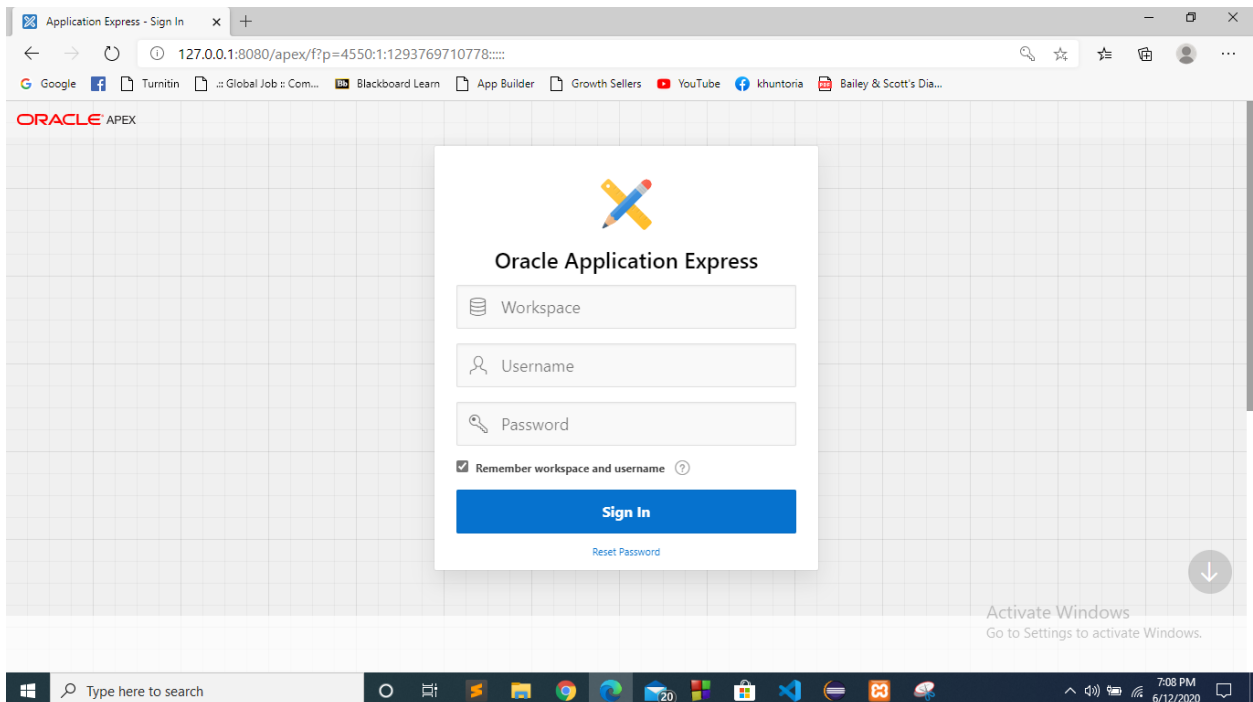 Application Express - Sign In
127.0.0.1:8080/apex/f?p=4550:1:1293769710778:::::
Google
Turnitin
.:: Global Job :: Com...
Bb
Blackboard Learn
App Builder
Growth Sellers
YouTube
khuntoria
Bailey & Scott's Dia...
ORACLE APEX
Oracle Application Express
Workspace
Username
Password
Remember workspace and username ?
Sign In
Reset Password
Activate Windows
Go to Settings to activate Windows.
Type here to search
20
7:08 PM
6/12/2020